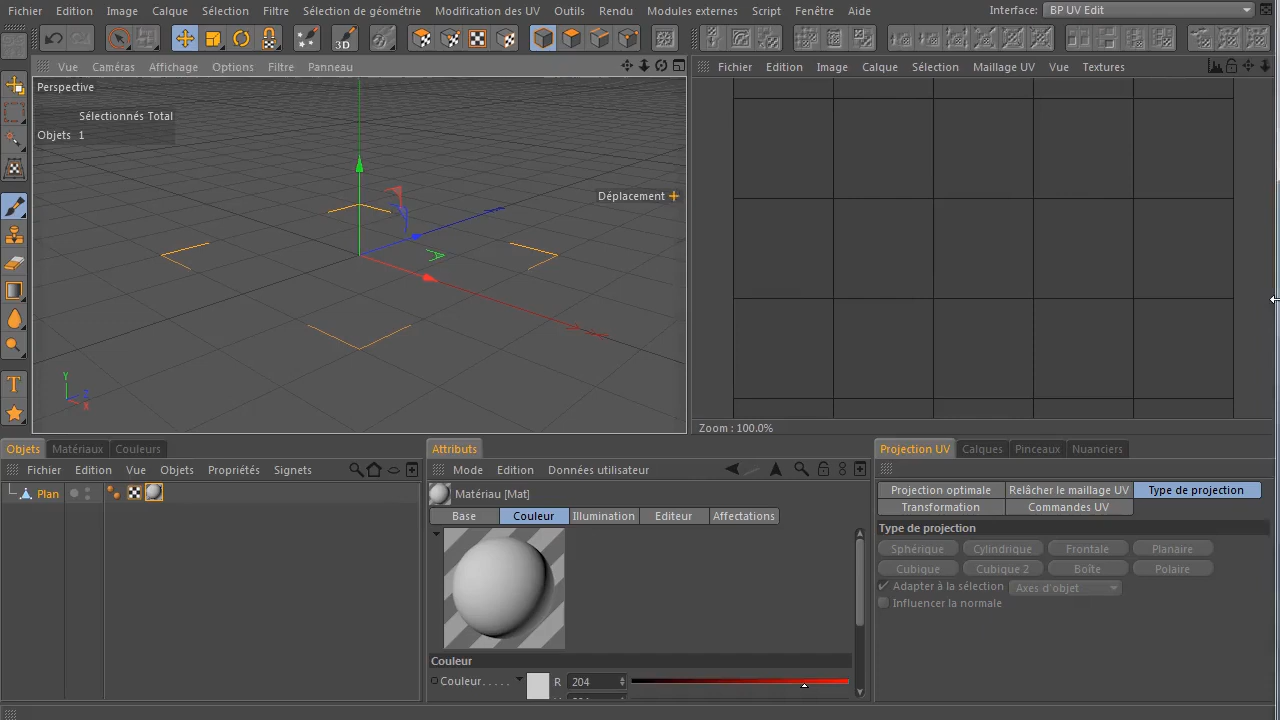 Fichier Edition Image Calque Sélection Filtre Sélection de géométrie Modification des UV Outils Rendu Modules externes Script Fenêtre Aide Interface: BP UV Edit
3D
Vue Caméras Affichage Options Filtre Panneau
Fichier Edition Image Calque Sélection Maillage UV Vue Textures
Perspective
Sélectionnés Total
Objets 1
Déplacement
Y
Z
X
T
Zoom : 100.0%
Objets Matériaux Couleurs
Fichier Edition Vue Objets Propriétés Signets
Plan
Attributs
Mode Edition Données utilisateur
Matériau [Mat]
Base Couleur Illumination Editeur Affectations
Couleur
Couleur..... R 204
Projection UV Calques Pinceaux Nuanciers
Projection optimale Relâcher le maillage UV Type de projection
Transformation Commandes UV
Type de projection
Sphérique Cylindrique Frontale Planaire
Cubique Cubique 2 Boîte Polaire
Adapter à la sélection Axes d'objet
Influencer la normale